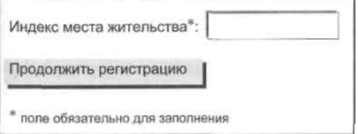 Индекс места жительства*:
Продолжить регистрацию
* поле обязательно для заполнения